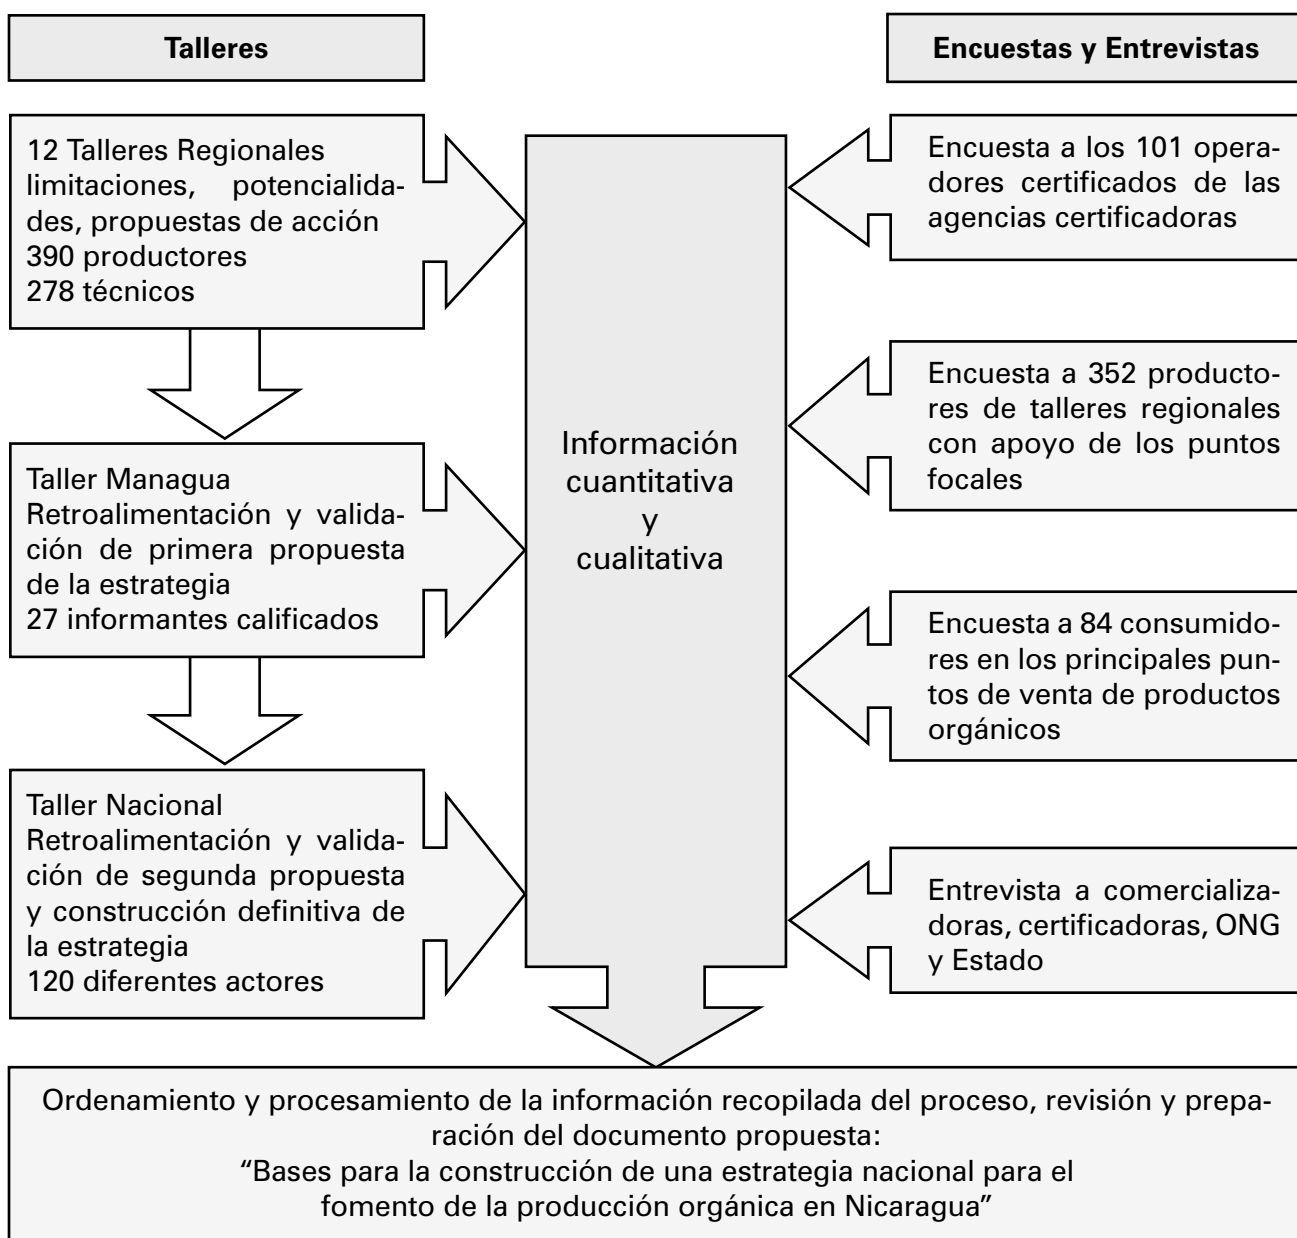 Talleres
12 Talleres Regionales
limitaciones, potencialida-
des, propuestas de acción
390 productores
278 técnicos
Taller Managua
Retroalimentación y valida-
ción de primera propuesta
de la estrategia
27 informantes calificados
Taller Nacional
Retroalimentación y valida-
ción de segunda propuesta
y construcción definitiva de
la estrategia
120 diferentes actores
Información
cuantitativa
y
cualitativa
Encuestas y Entrevistas
Encuesta a los 101 opera-
dores certificados de las
agencias certificadoras
Encuesta a 352 producto-
res de talleres regionales
con apoyo de los puntos
focales
Encuesta a 84 consumido-
res en los principales pun-
tos de venta de productos
orgánicos
Entrevista a comercializa-
doras, certificadoras, ONG
y Estado
Ordenamiento y procesamiento de la información recopilada del proceso, revisión y prepa-
ración del documento propuesta:
“Bases para la construcción de una estrategia nacional para el
fomento de la producción orgánica en Nicaragua”